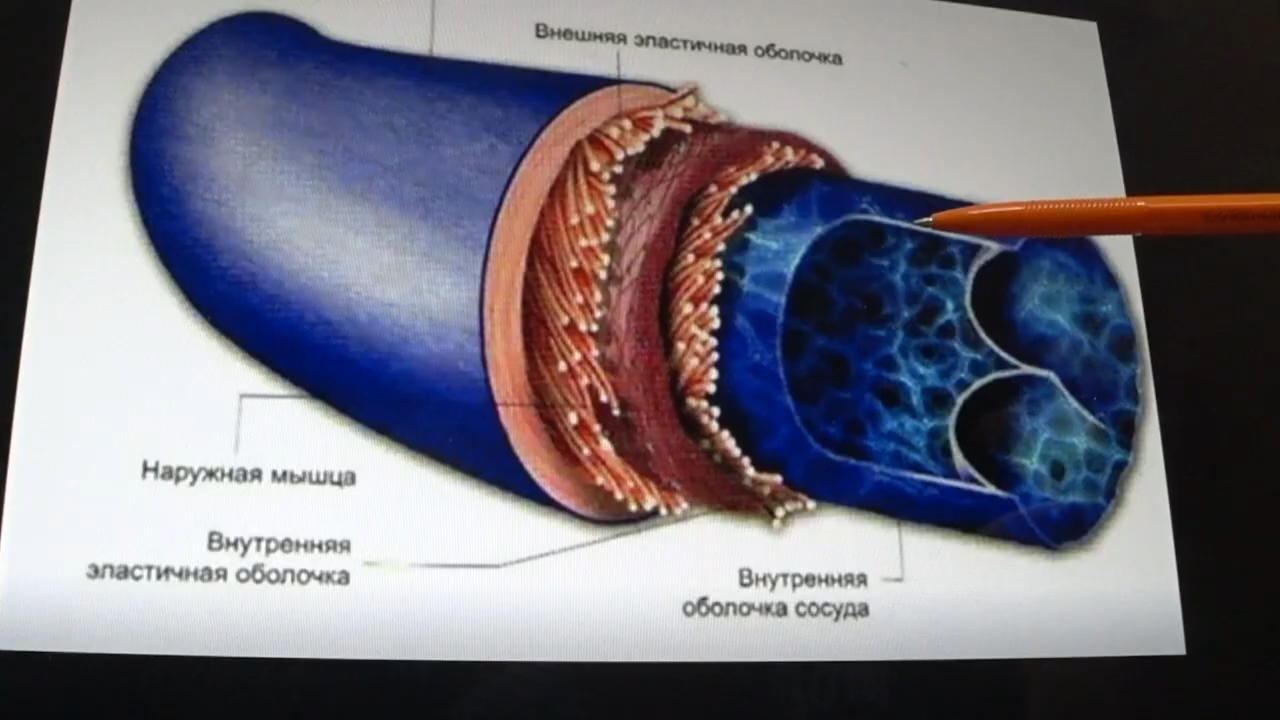 Внешняя эластичная оболочка
Наружная мышца
Внутренняя
эластичная оболочка
Внутренняя
оболочка сосуда